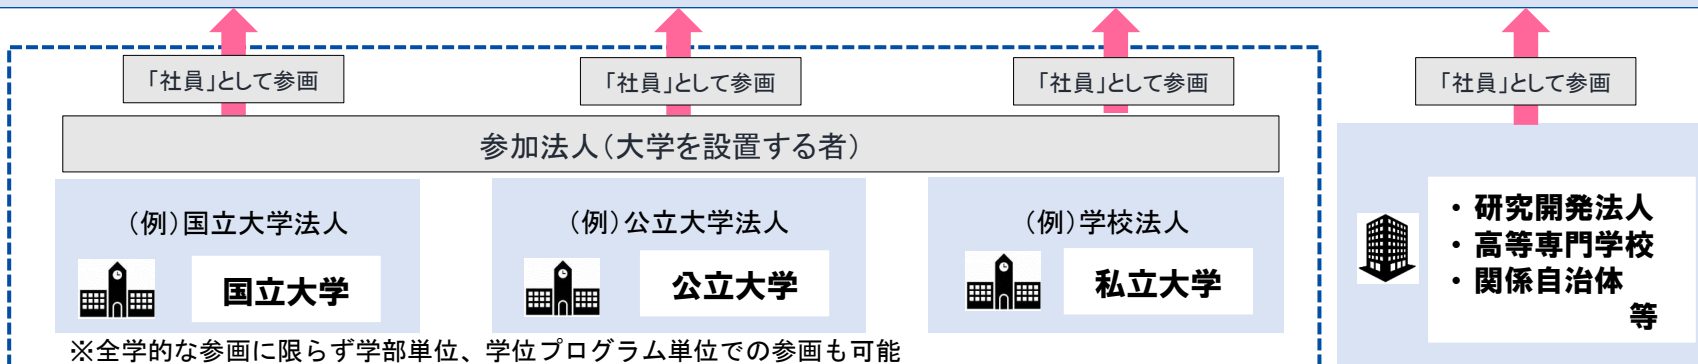 「社員」として参画
「社員」として参画
「社員」として参画
「社員」として参画
参加法人（大学を設置する者）
（例）国立大学法人
国立大学
（例）公立大学法人
公立大学
（例）学校法人
私立大学
・研究開発法人
・高等専門学校
・関係自治体
等
※全学的な参画に限らず学部単位、学位プログラム単位での参画も可能